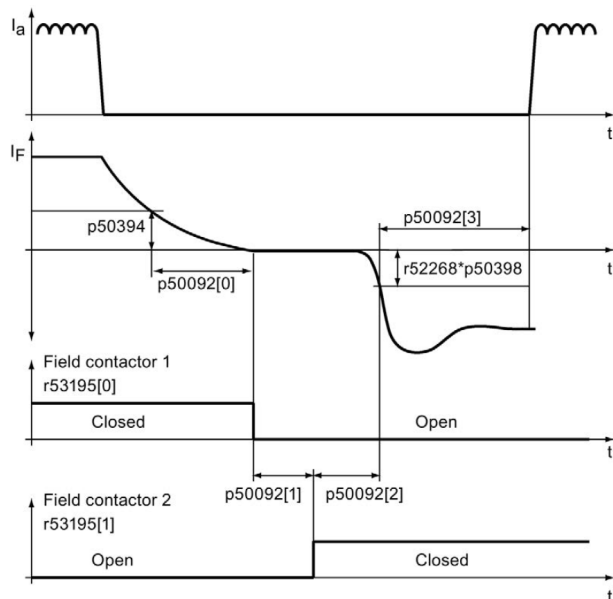 Ia
t
IF
p50092[3]
p50394
t
r52268*p50398
p50092[0]
Field contactor 1
r53195[0]
Closed
Open
t
p50092[1]
p50092[2]
Field contactor 2
r53195[1]
Open
Closed
t